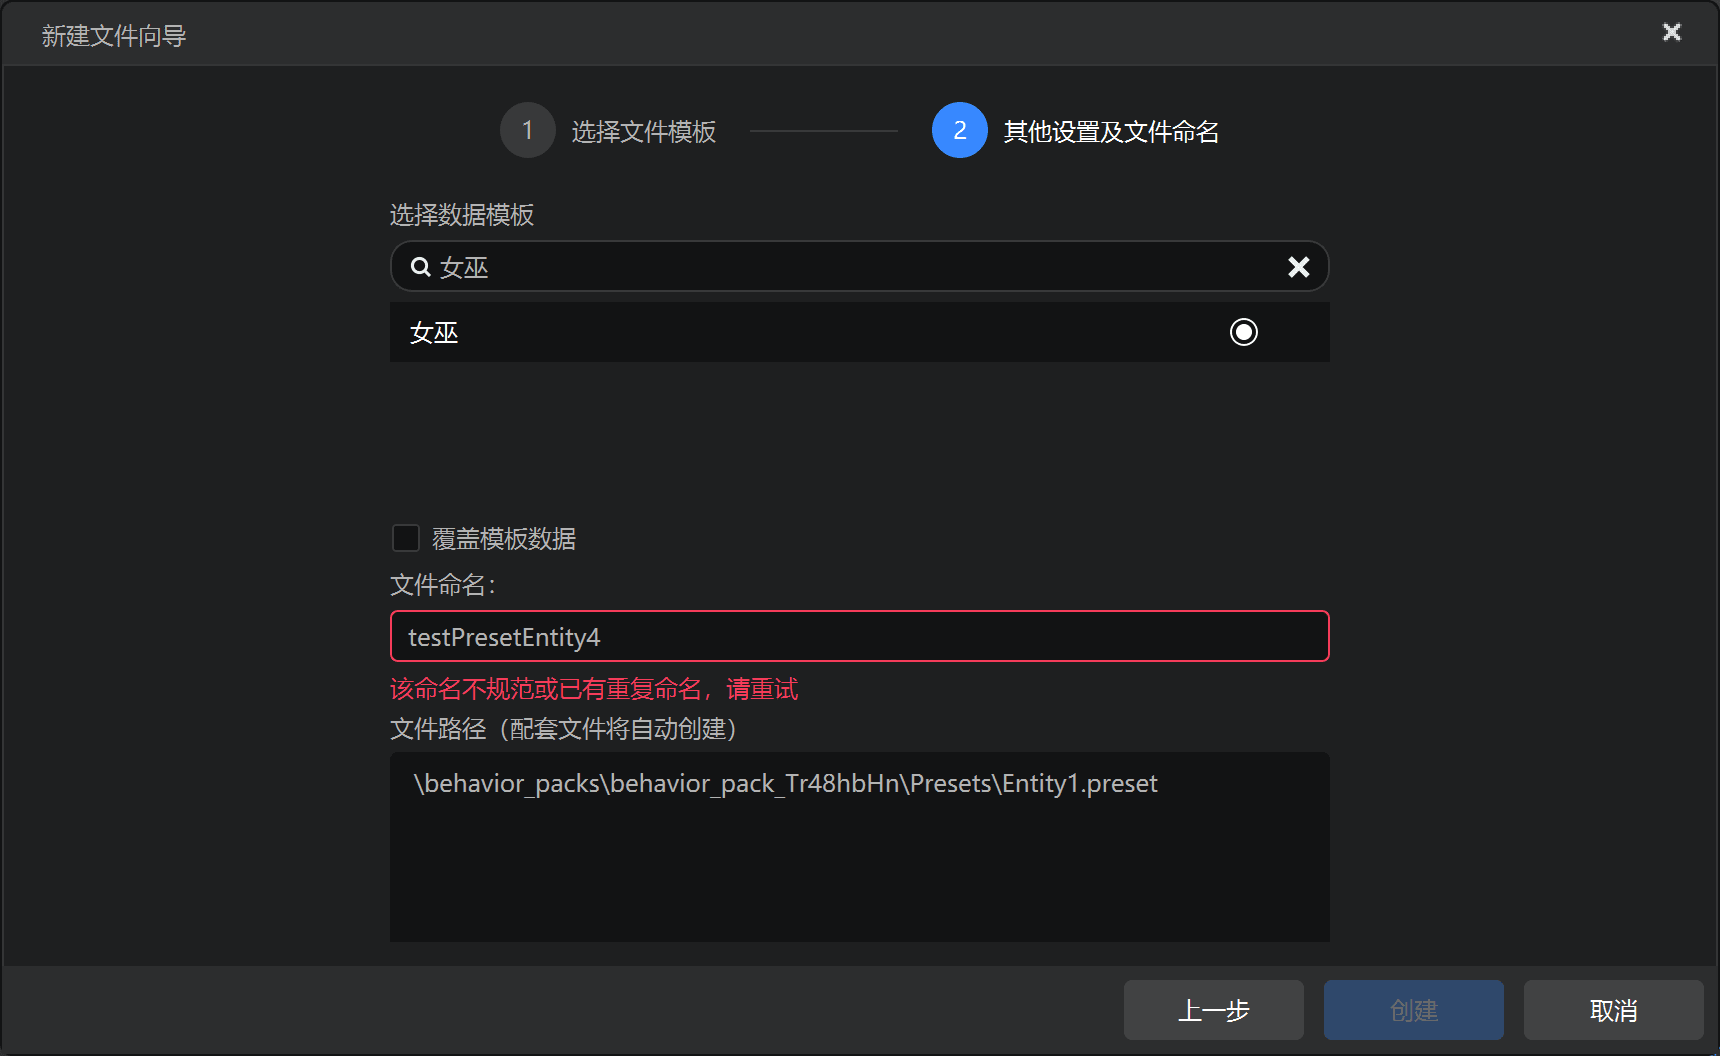 新建文件向导
1 选择文件模板 2 其他设置及文件命名
选择数据模板
女巫
女巫
覆盖模板数据
文件命名：
testPresetEntity4
该命名不规范或已有重复命名，请重试
文件路径（配套文件将自动创建）
\behavior_packs\behavior_pack_Tr48hbHn\Presets\Entity1.preset
上一步 创建 取消